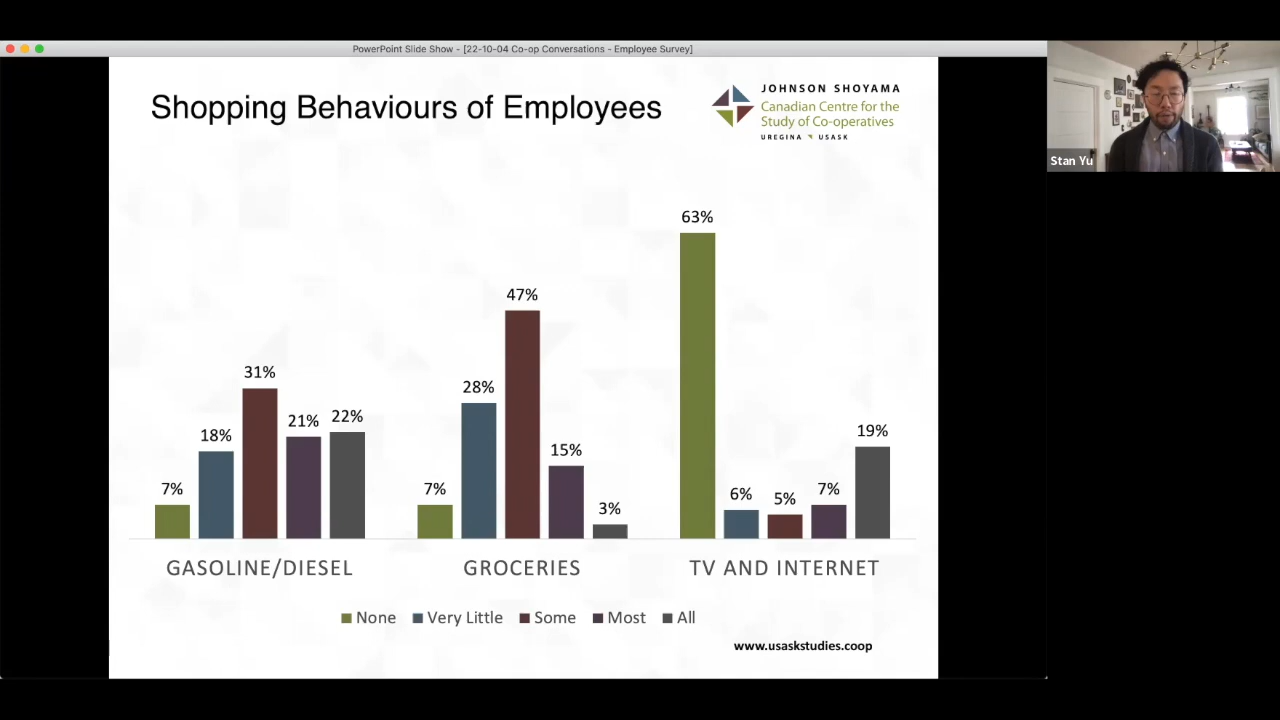 PowerPoint Slide Show - [22-10-04 Co-op Conversations - Employee Survey]
Shopping Behaviours of Employees
JOHNSON SHOYAMA
Canadian Centre for the
Study of Co-operatives
UREGINA USASK
Stan Yu
63%
47%
31%
28%
18%
21%
22%
7%
7%
15%
3%
6%
5%
7%
19%
GASOLINE/DIESEL GROCERIES TV AND INTERNET
None Very Little Some Most All
www.usaskstudies.coop